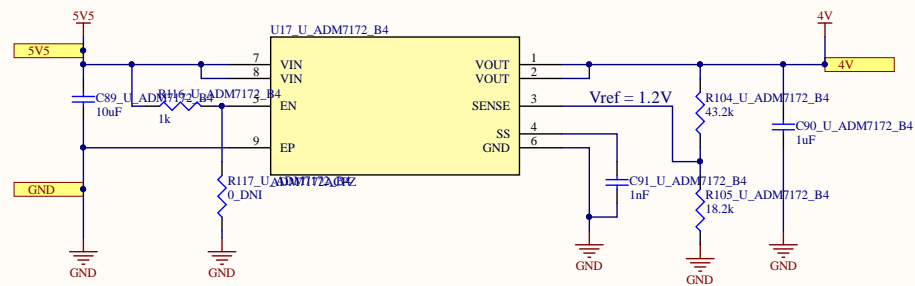 5V5
4V
U17_U_ADM7172_B4
5V5
7
VIN
VOUT
1
4V
8
VIN
VOUT
2
C89_U_ADM7172_B4
10uF
R116_U_ADM7172_B4
1k
5
EN
SENSE
3
Vref = 1.2V
R104_U_ADM7172_B4
43.2k
C90_U_ADM7172_B4
1uF
SS
4
9
EP
GND
6
GND
R117_U_ADM7172_B4
0_DNI
C91_U_ADM7172_B4
1nF
R105_U_ADM7172_B4
18.2k
GND
GND
GND
GND
GND